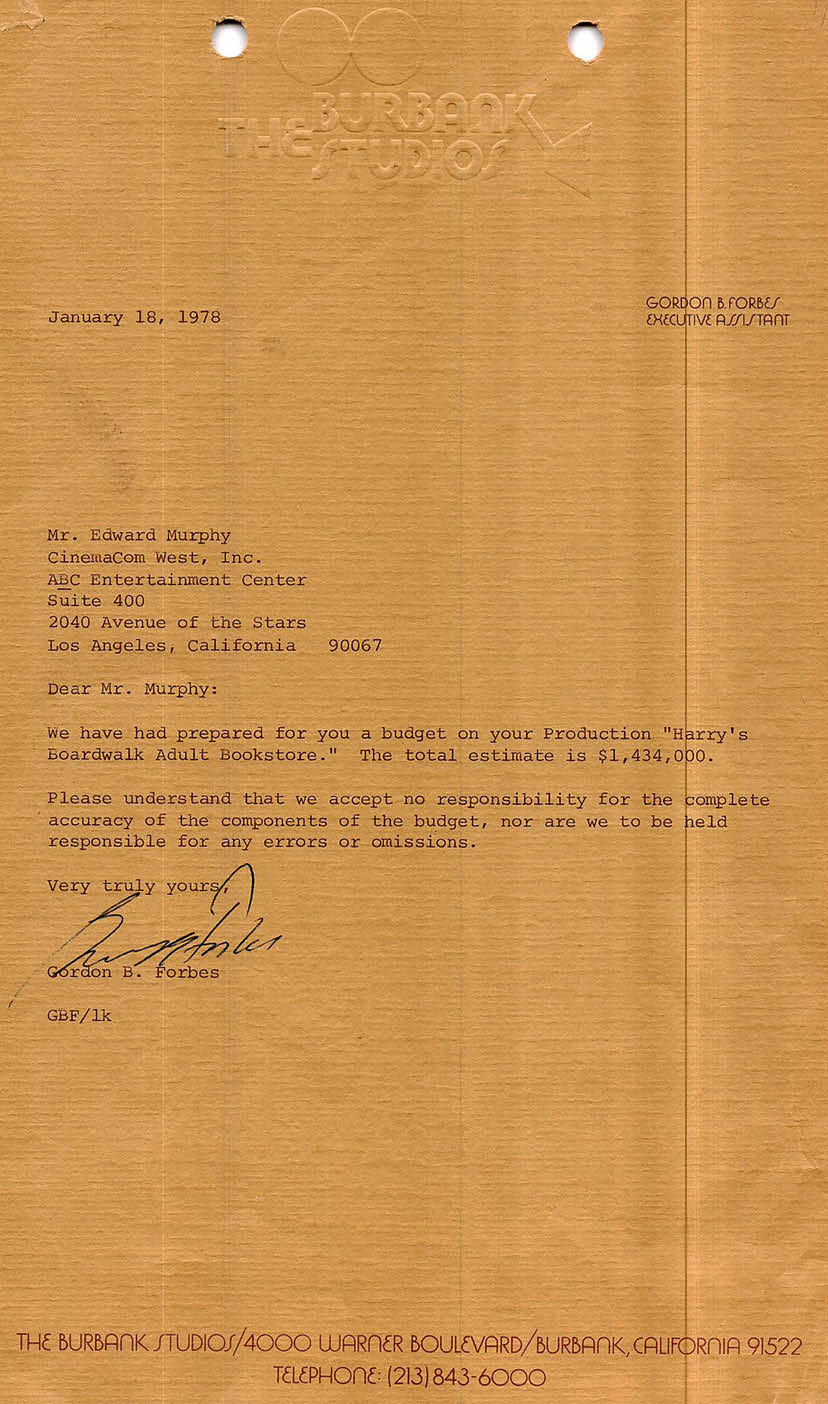 THE BURBANK STUDIOS
January 18, 1978
GORDON B. FORBES
EXECUTIVE ASSISTANT
Mr. Edward Murphy
CinemaCom West, Inc.
ABC Entertainment Center
Suite 400
2040 Avenue of the Stars
Los Angeles, California 90067
Dear Mr. Murphy:
We have had prepared for you a budget on your Production "Harry's
Boardwalk Adult Bookstore." The total estimate is $1,434,000.
Please understand that we accept no responsibility for the complete
accuracy of the components of the budget, nor are we to be held
responsible for any errors or omissions.
Very truly yours,
Gordon B. Forbes
GBF/lk
THE BURBANK STUDIOS/4000 WARNER BOULEVARD/BURBANK, CALIFORNIA 91522
TELEPHONE: (213) 843-6000